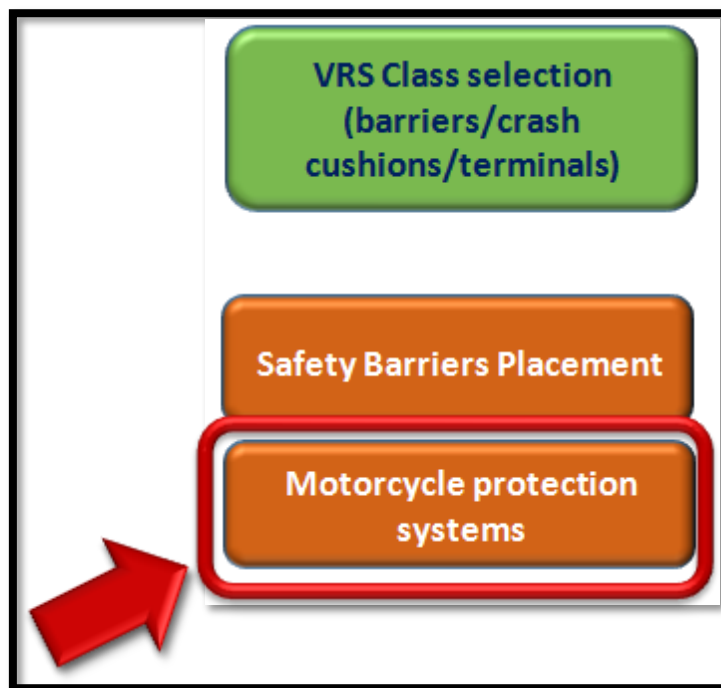 VRS Class selection
(barriers/crash
cushions/terminals)
Safety Barriers Placement
Motorcycle protection
systems